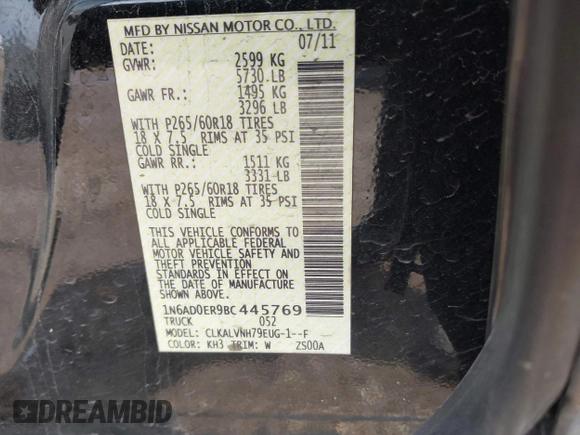 MFD BY NISSAN MOTOR CO., LTD.
DATE: 07/11
GVWR: 2599 KG
5730 LB
GAWR FR.: 1495 KG
3296 LB
WITH P265/60R18 TIRES
18 X 7.5 RIMS AT 35 PSI
COLD SINGLE
GAWR RR.: 1511 KG
3331 LB
WITH P265/60R18 TIRES
18 X 7.5 RIMS AT 35 PSI
COLD SINGLE
THIS VEHICLE CONFORMS TO
ALL APPLICABLE FEDERAL
MOTOR VEHICLE SAFETY AND
THEFT PREVENTION
STANDARDS IN EFFECT ON
THE DATE OF MANUFACTURE
1N6AD0ER9BC445769
TRUCK 052
MODEL: CLKALVNH79EUG-1--F
COLOR: KH3 TRIM: W ZS00A
DREAMBID